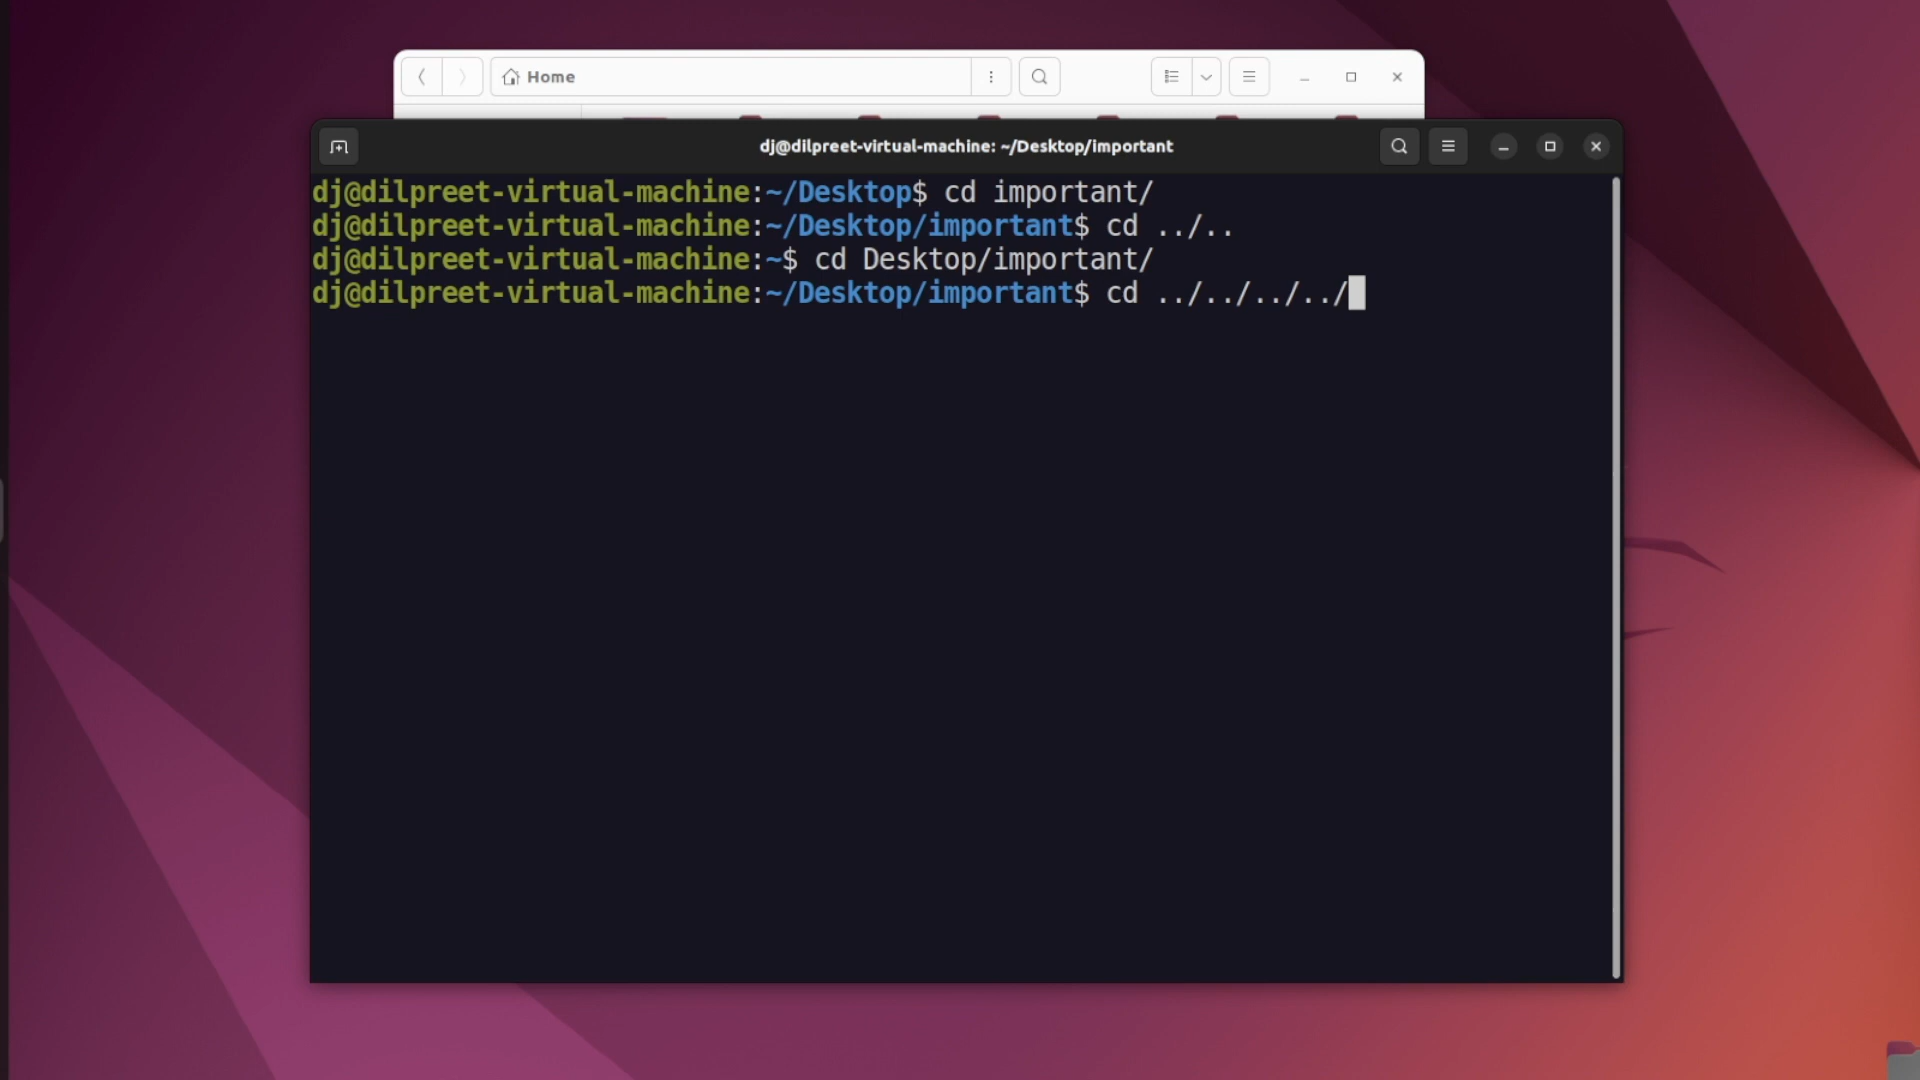 Home
dj@dilpreet-virtual-machine: ~/Desktop/important
dj@dilpreet-virtual-machine:~/Desktop$ cd important/
dj@dilpreet-virtual-machine:~/Desktop/important$ cd ../..
dj@dilpreet-virtual-machine:~$ cd Desktop/important/
dj@dilpreet-virtual-machine:~/Desktop/important$ cd ../../../../